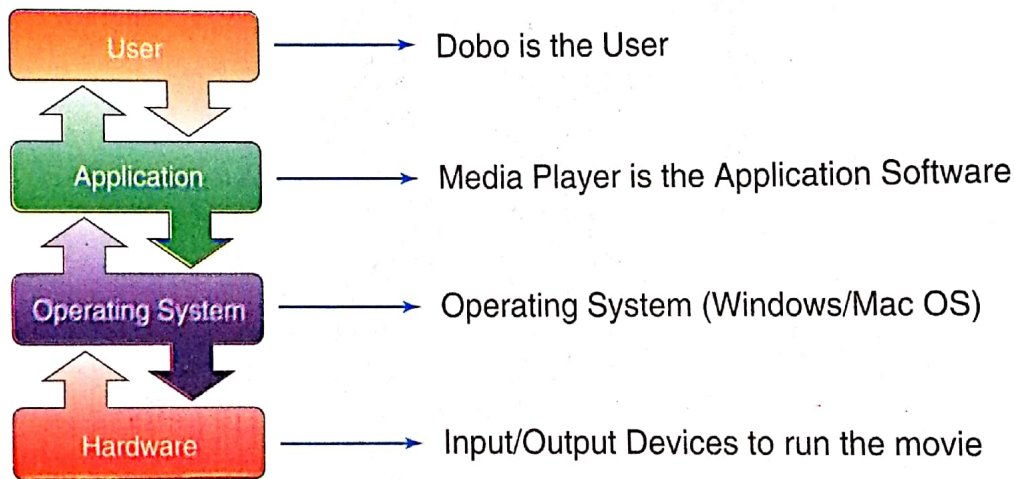 User
Dobo is the User
Application
Media Player is the Application Software
Operating System
Operating System (Windows/Mac OS)
Hardware
Input/Output Devices to run the movie